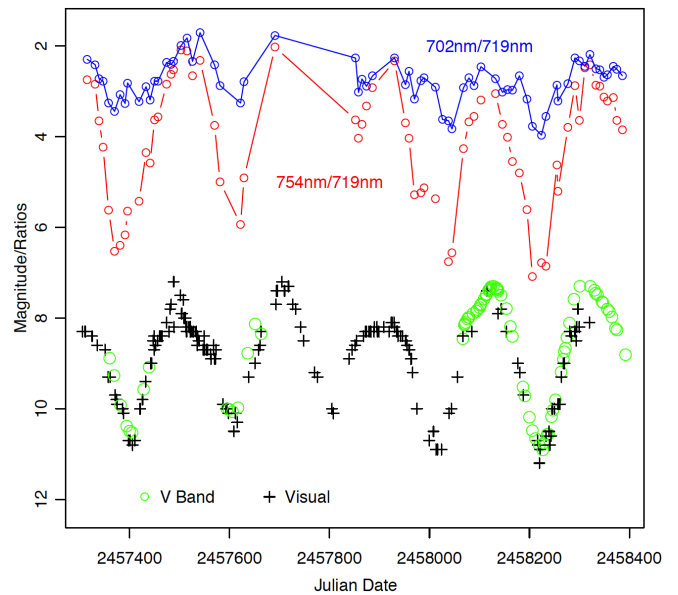 702nm/719nm
754nm/719nm
Magnitude/Ratios
2
4
6
8
10
12
V Band
Visual
2457400
2457600
2457800
2458000
2458200
2458400
Julian Date